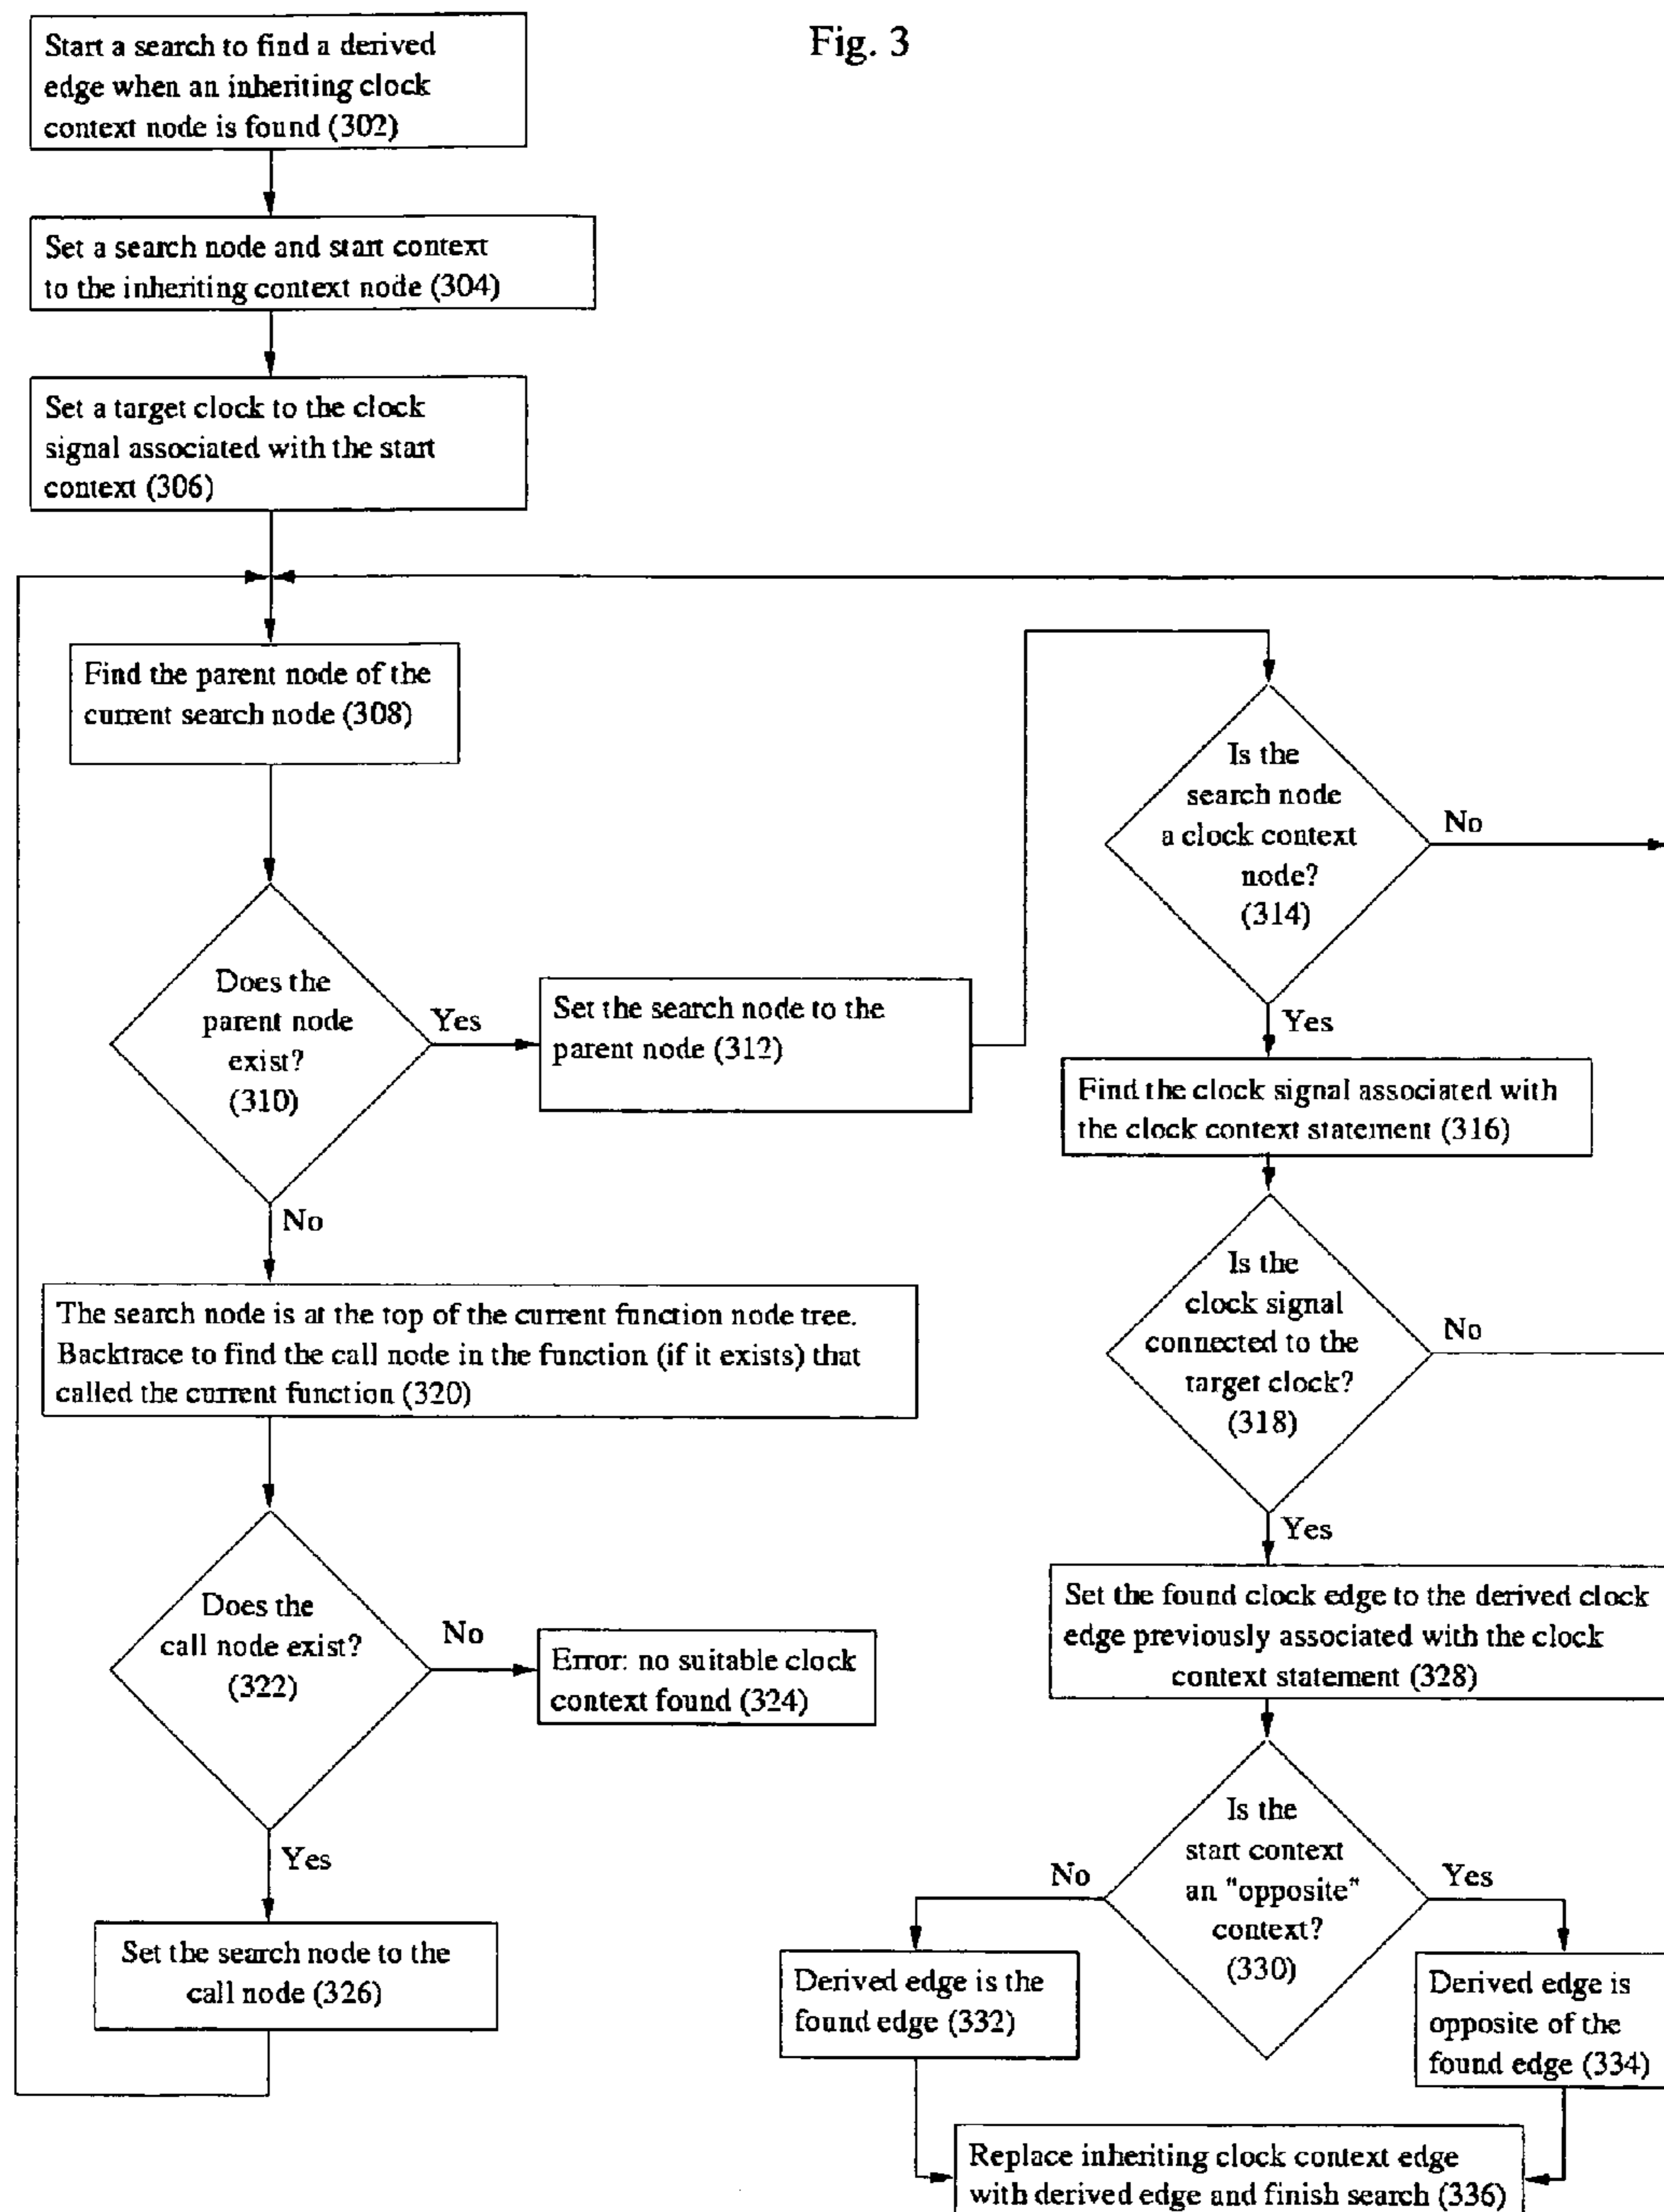 Fig. 3
Start a search to find a derived
edge when an inheriting clock
context node is found (302)
Set a search node and start context
to the inheriting context node (304)
Set a target clock to the clock
signal associated with the start
context (306)
Find the parent node of the
current search node (308)
Does the
parent node
exist?
(310)
Yes
No
Set the search node to the
parent node (312)
Is the
search node
a clock context
node?
(314)
No
Yes
Find the clock signal associated with
the clock context statement (316)
Is the
clock signal
connected to the
target clock?
(318)
No
Yes
The search node is at the top of the current function node tree.
Backtrace to find the call node in the function (if it exists) that
called the current function (320)
Does the
call node exist?
(322)
No
Error: no suitable clock
context found (324)
Yes
Set the search node to the
call node (326)
Set the found clock edge to the derived clock
edge previously associated with the clock
context statement (328)
Is the
start context
an "opposite"
context?
(330)
No
Yes
Derived edge is the
found edge (332)
Derived edge is
opposite of the
found edge (334)
Replace inheriting clock context edge
with derived edge and finish search (336)